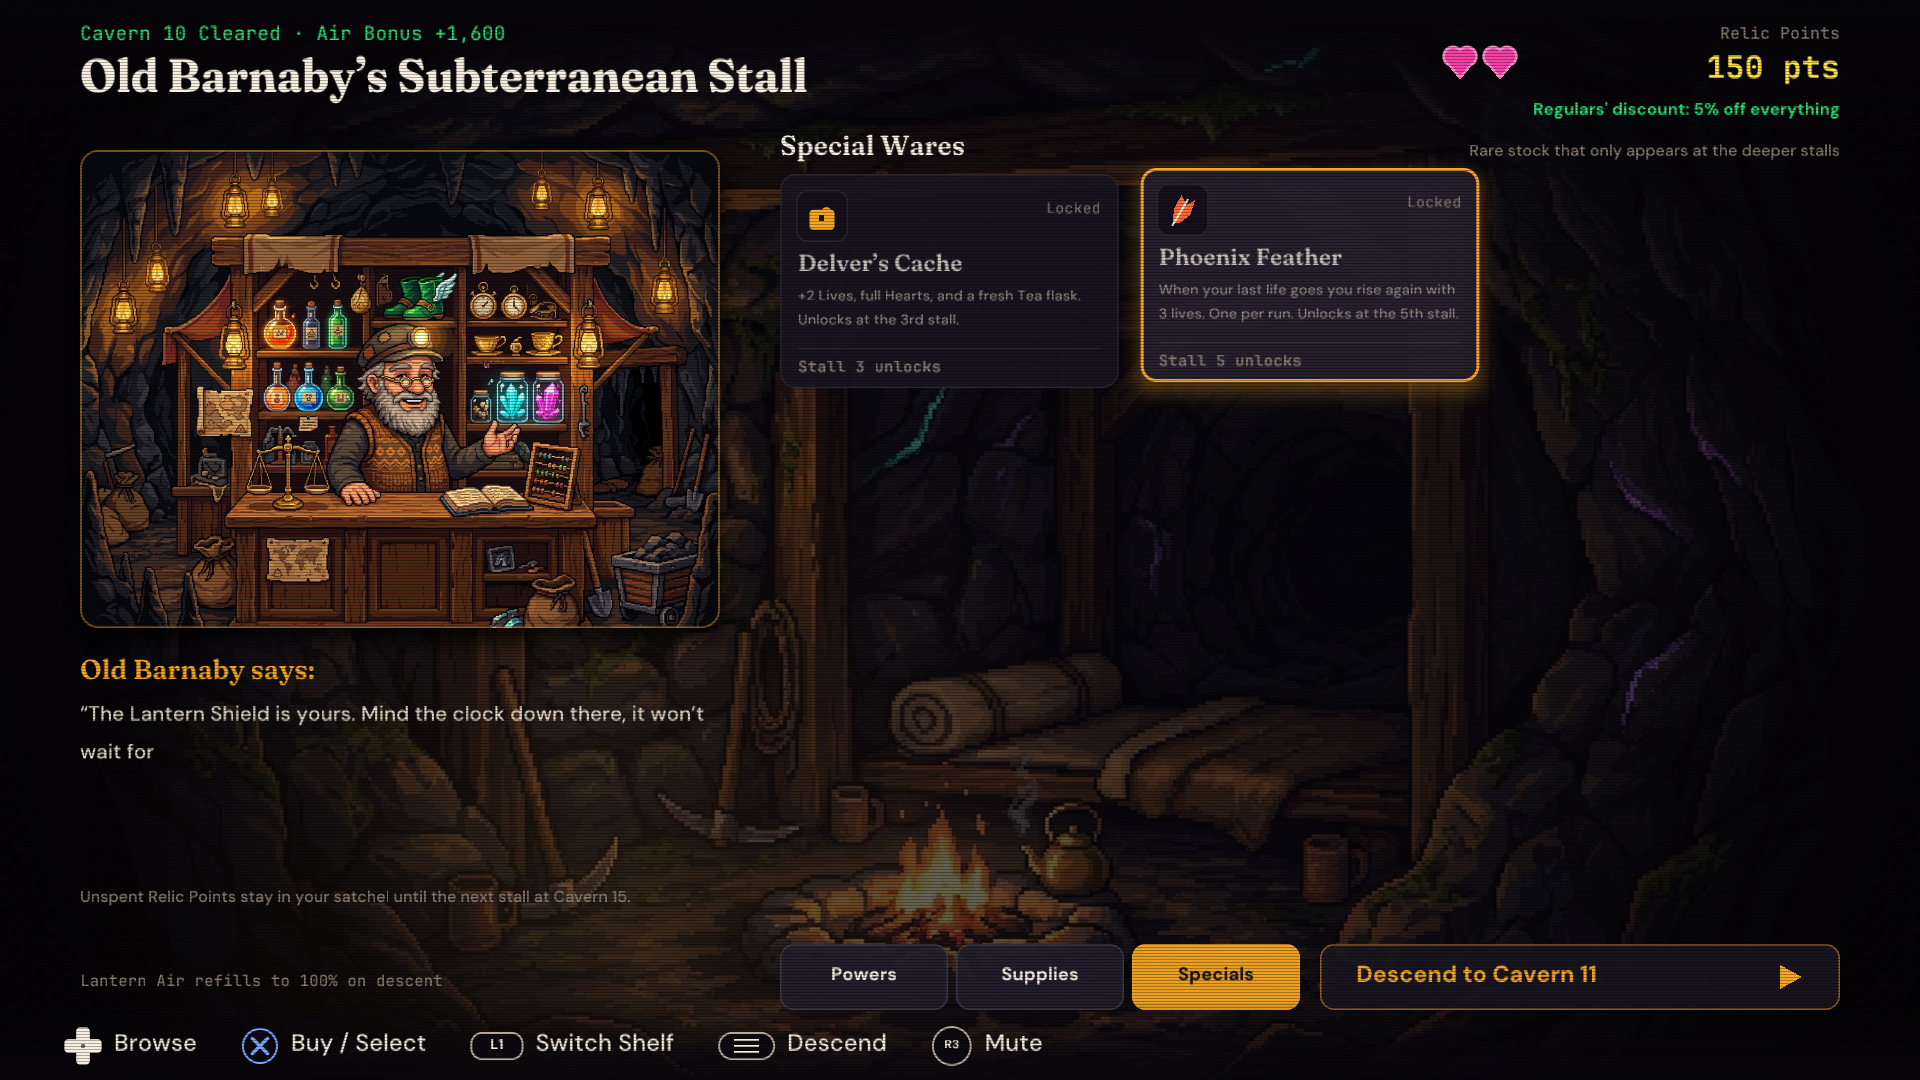 Cavern 10 Cleared · Air Bonus +1,600
Old Barnaby’s Subterranean Stall
Relic Points
150 pts
Regulars' discount: 5% off everything
Special Wares
Rare stock that only appears at the deeper stalls
Locked
Delver’s Cache
+2 Lives, full Hearts, and a fresh Tea flask.
Unlocks at the 3rd stall.
Stall 3 unlocks
Locked
Phoenix Feather
When your last life goes you rise again with
3 lives. One per run. Unlocks at the 5th stall.
Stall 5 unlocks
Old Barnaby says:
“The Lantern Shield is yours. Mind the clock down there, it won’t
wait for
Unspent Relic Points stay in your satchel until the next stall at Cavern 15.
Lantern Air refills to 100% on descent
Powers
Supplies
Specials
Descend to Cavern 11
Browse
Buy / Select
L1
Switch Shelf
Descend
R3
Mute